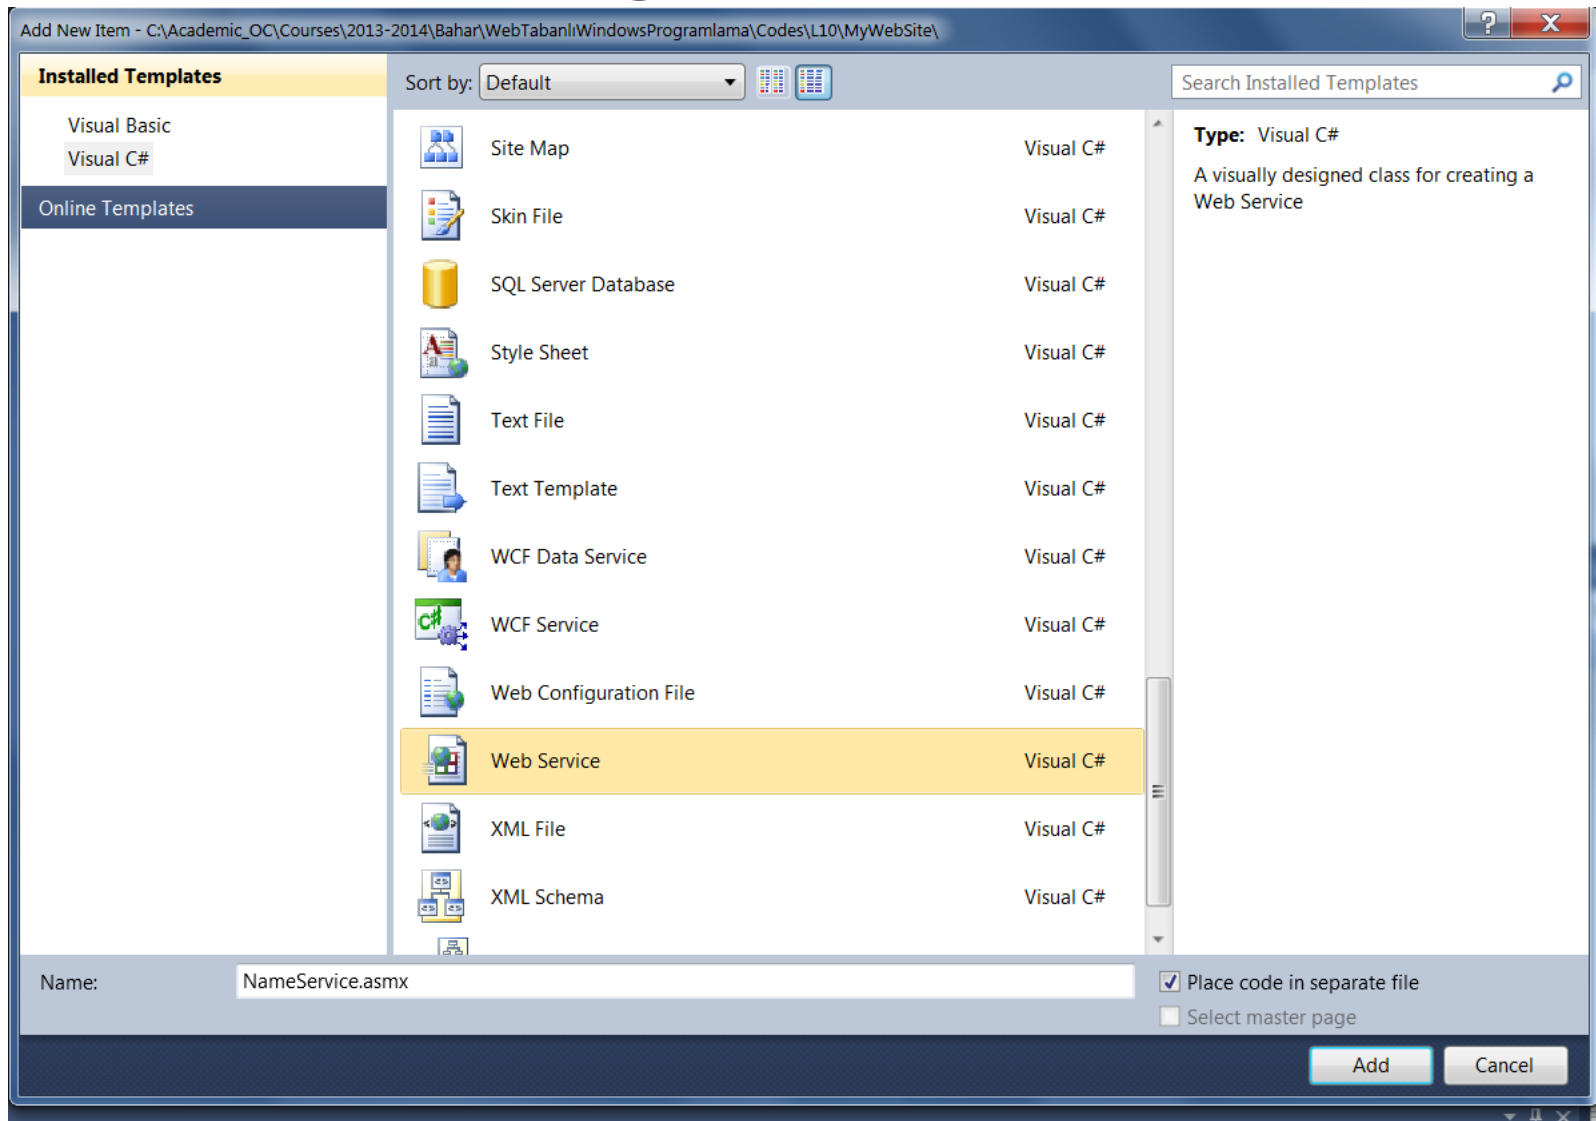 Add New Item - C:\Academic_OC\Courses\2013-2014\Bahar\WebTabanlıWindowsProgramlama\Codes\L10\MyWebSite\
Installed Templates
Visual Basic
Visual C#
Online Templates
Sort by: Default
Search Installed Templates
Site Map Visual C#
Skin File Visual C#
SQL Server Database Visual C#
Style Sheet Visual C#
Text File Visual C#
Text Template Visual C#
WCF Data Service Visual C#
WCF Service Visual C#
Web Configuration File Visual C#
Web Service Visual C#
XML File Visual C#
XML Schema Visual C#
Type: Visual C#
A visually designed class for creating a
Web Service
Name: NameService.asmx
Place code in separate file
Select master page
Add Cancel